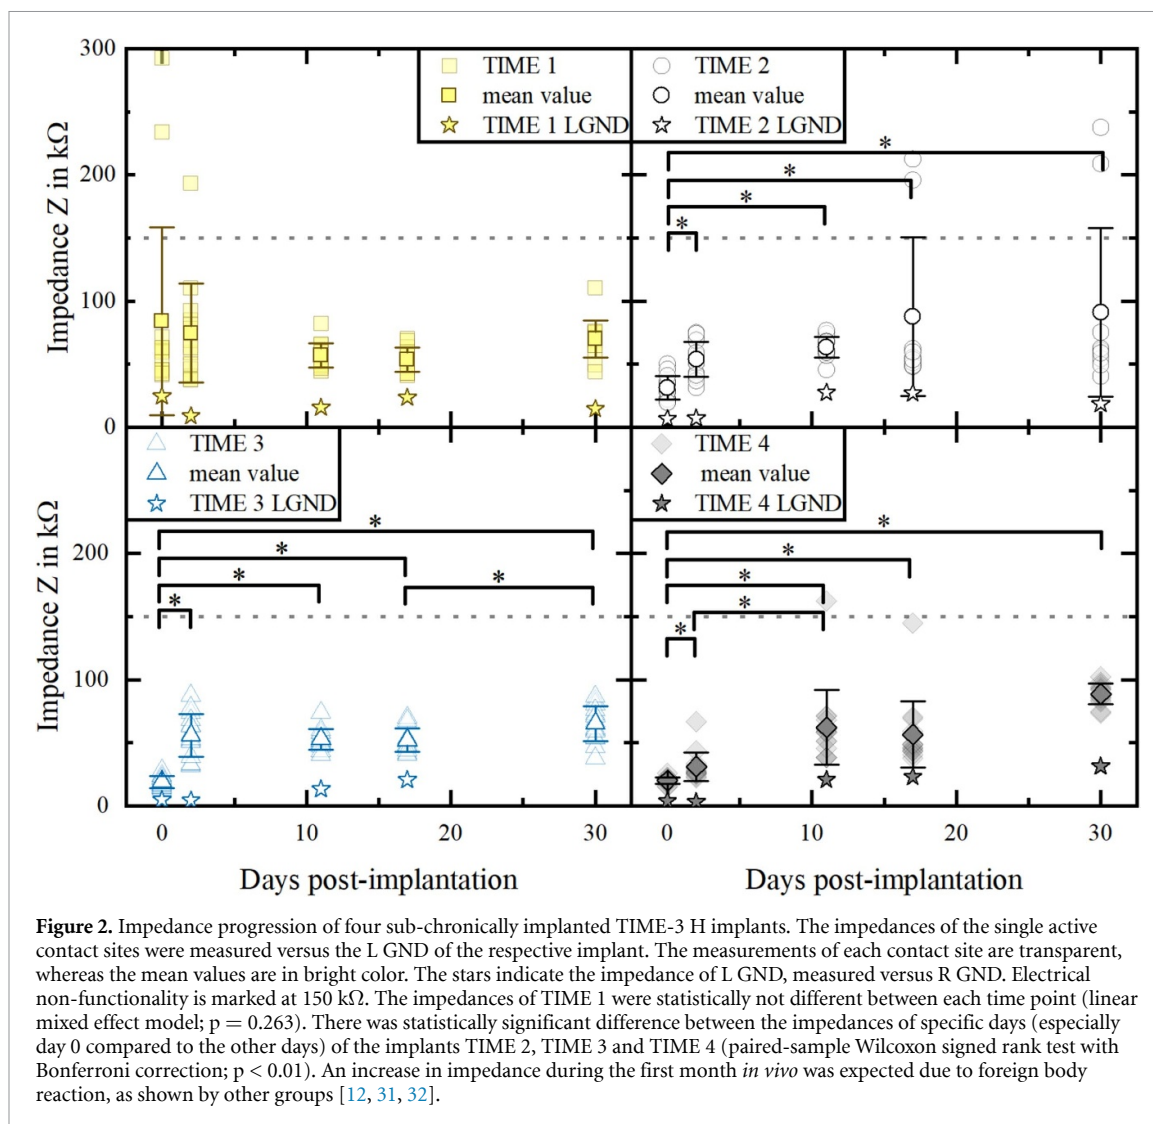 300
200
100
0
Impedance Z in kΩ
TIME 1
mean value
TIME 1 LGND
TIME 2
mean value
TIME 2 LGND
*
*
*
*
200
100
0
Impedance Z in kΩ
TIME 3
mean value
TIME 3 LGND
*
*
*
*
*
TIME 4
mean value
TIME 4 LGND
*
*
*
*
*
0 10 20 30
0 10 20 30
Days post-implantation
Days post-implantation
Figure 2. Impedance progression of four sub-chronically implanted TIME-3 H implants. The impedances of the single active
contact sites were measured versus the L GND of the respective implant. The measurements of each contact site are transparent,
whereas the mean values are in bright color. The stars indicate the impedance of L GND, measured versus R GND. Electrical
non-functionality is marked at 150 kΩ. The impedances of TIME 1 were statistically not different between each time point (linear
mixed effect model; p = 0.263). There was statistically significant difference between the impedances of specific days (especially
day 0 compared to the other days) of the implants TIME 2, TIME 3 and TIME 4 (paired-sample Wilcoxon signed rank test with
Bonferroni correction; p < 0.01). An increase in impedance during the first month in vivo was expected due to foreign body
reaction, as shown by other groups [12, 31, 32].